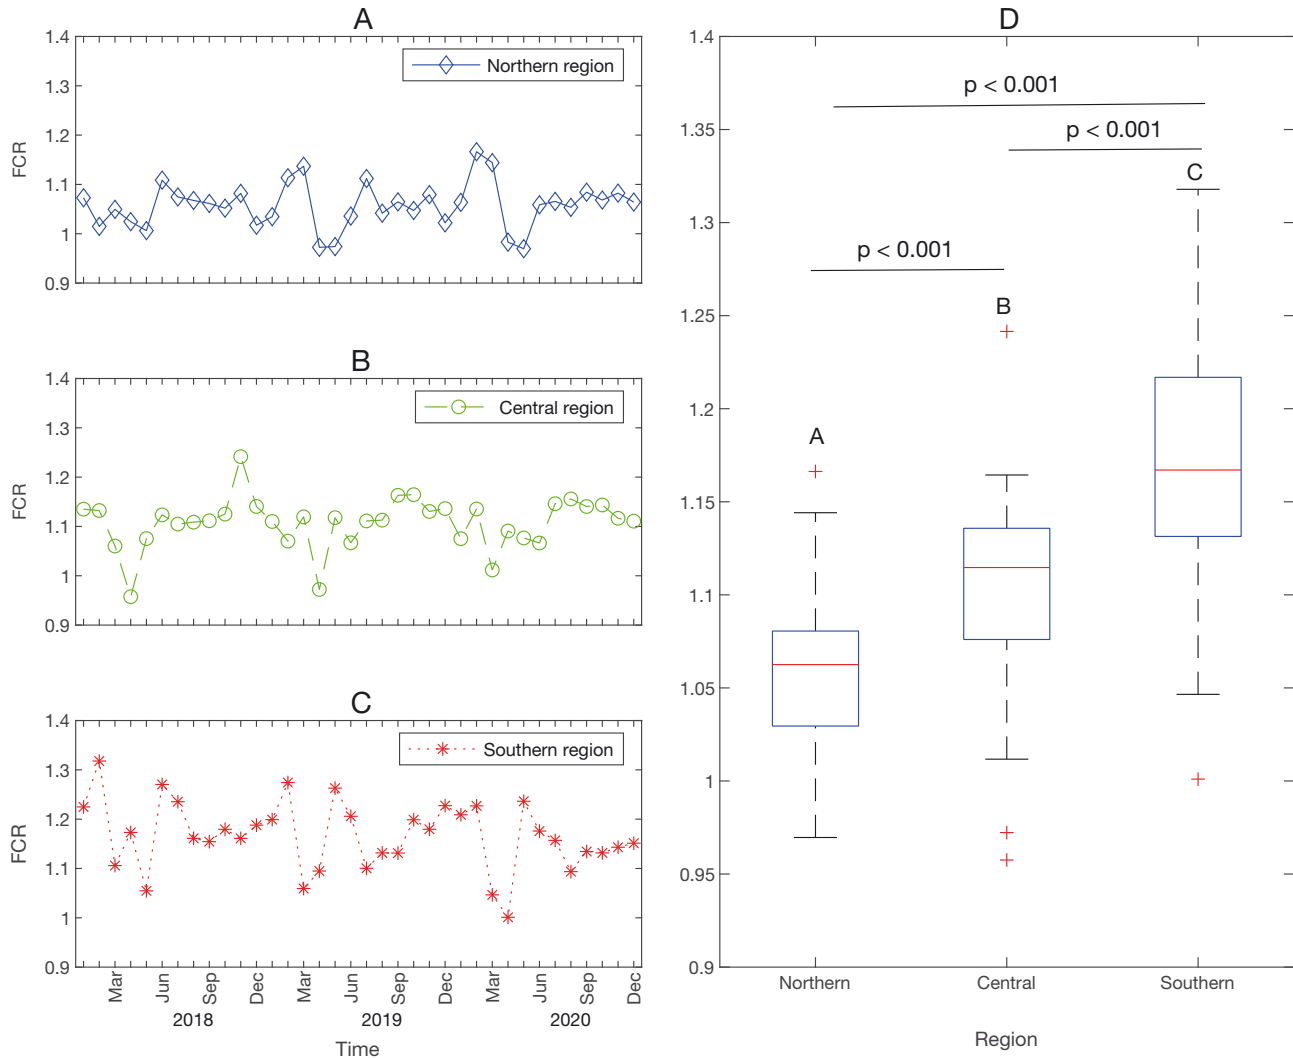 A
1.4
1.3
1.2
1.1
1
0.9
FCR
Northern region
B
1.4
1.3
1.2
1.1
1
0.9
Central region
C
1.4
1.3
1.2
1.1
1
0.9
FCR
Southern region
Mar Jun Sep Dec Mar Jun Sep Dec Mar Jun Sep Dec
2018 2019 2020
Time
D
1.4
1.35
1.3
1.25
1.2
1.15
1.1
1.05
1
0.95
0.9
p < 0.001
p < 0.001
C
p < 0.001
B
A
Northern Central Southern
Region